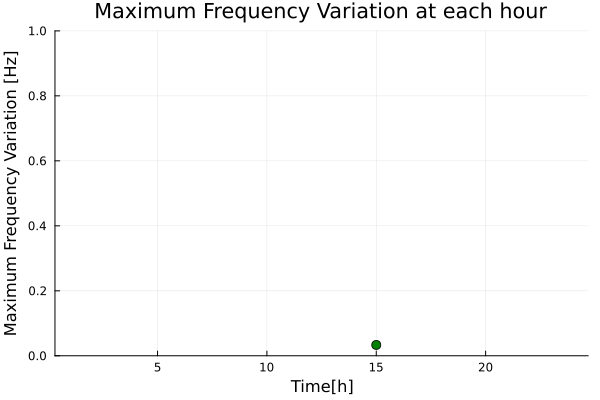 Maximum Frequency Variation at each hour
Maximum Frequency Variation [Hz]
1.0
0.8
0.6
0.4
0.2
0.0
5 10 15 20
Time[h]